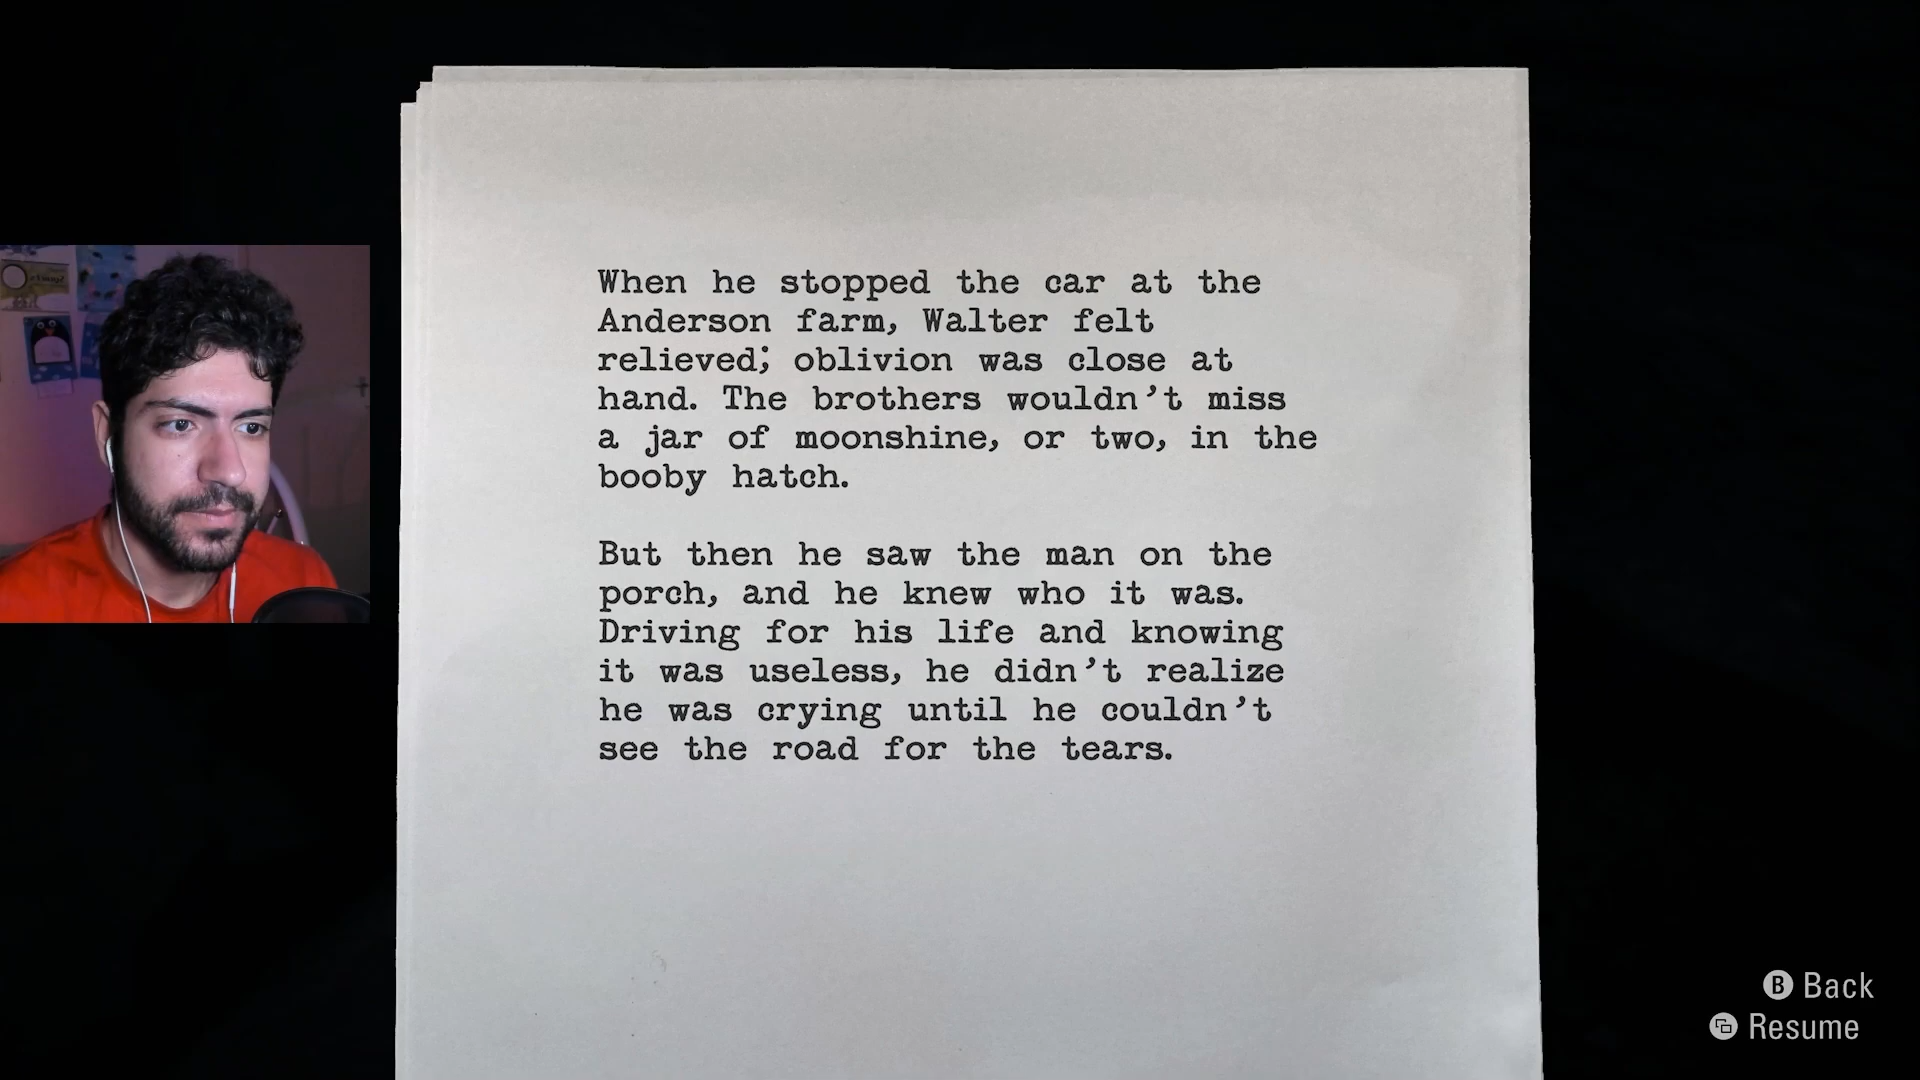 When he stopped the car at the
Anderson farm, Walter felt
relieved; oblivion was close at
hand. The brothers wouldn't miss
a jar of moonshine, or two, in the
booby hatch.
But then he saw the man on the
porch, and he knew who it was.
Driving for his life and knowing
it was useless, he didn't realize
he was crying until he couldn't
see the road for the tears.
B Back
Resume